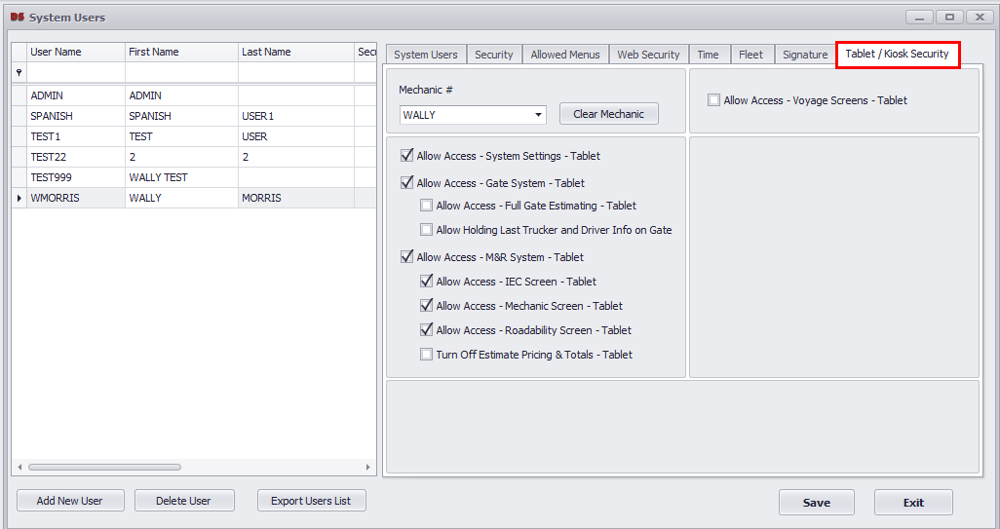 DS System Users
User Name First Name Last Name Secu
ADMIN ADMIN
SPANISH SPANISH USER1
TEST1 TEST USER
TEST22 2 2
TEST999 WALLY TEST
WMORRIS WALLY MORRIS
System Users Security Allowed Menus Web Security Time Fleet Signature Tablet / Kiosk Security
Mechanic #
WALLY Clear Mechanic
Allow Access - Voyage Screens - Tablet
Allow Access - System Settings - Tablet
Allow Access - Gate System - Tablet
Allow Access - Full Gate Estimating - Tablet
Allow Holding Last Trucker and Driver Info on Gate
Allow Access - M&R System - Tablet
Allow Access - IEC Screen - Tablet
Allow Access - Mechanic Screen - Tablet
Allow Access - Roadability Screen - Tablet
Turn Off Estimate Pricing & Totals - Tablet
Add New User Delete User Export Users List Save Exit